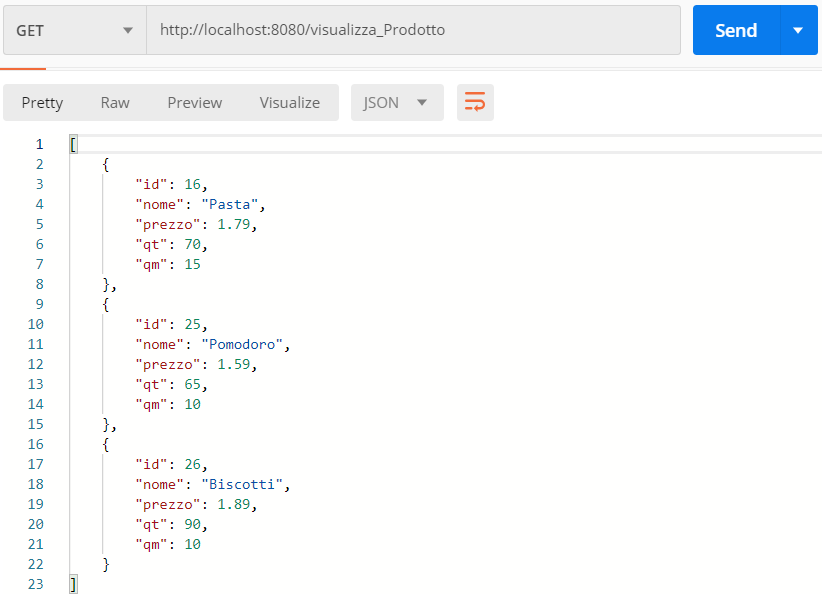 GET http://localhost:8080/visualizza_Prodotto Send
Pretty Raw Preview Visualize JSON
1 [
2 {
3 "id": 16,
4 "nome": "Pasta",
5 "prezzo": 1.79,
6 "qt": 70,
7 "qm": 15
8 },
9 {
10 "id": 25,
11 "nome": "Pomodoro",
12 "prezzo": 1.59,
13 "qt": 65,
14 "qm": 10
15 },
16 {
17 "id": 26,
18 "nome": "Biscotti",
19 "prezzo": 1.89,
20 "qt": 90,
21 "qm": 10
22 }
23 ]